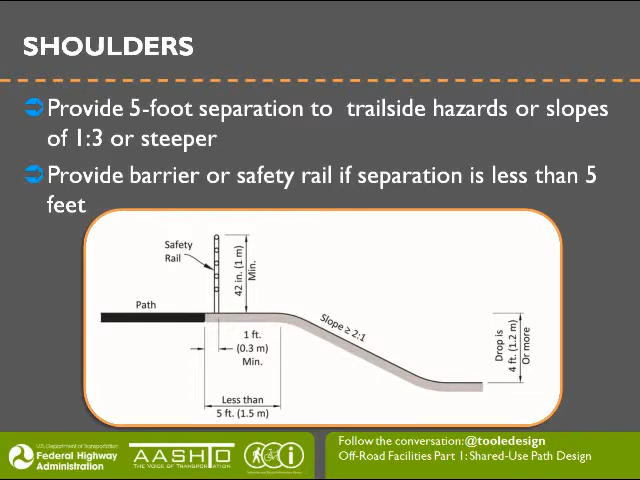 SHOULDERS
Provide 5-foot separation to trailside hazards or slopes
of 1:3 or steeper
Provide barrier or safety rail if separation is less than 5
feet
Safety
Rail
42 in. (1 m)
Min.
Path
Slope ≥ 2:1
1 ft.
(0.3 m)
Min.
Drop is
4 ft. (1.2 m)
Or more
Less than
5 ft. (1.5 m)
U.S. Department of Transportation
Federal Highway
Administration
AASHTO
THE VOICE OF TRANSPORTATION
Follow the conversation: @tooledesign
Off-Road Facilities Part 1: Shared-Use Path Design